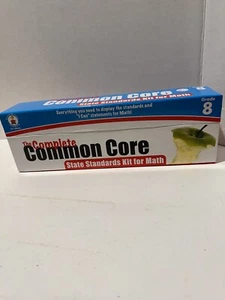 Everything you need to display the standards and
"I Can" statements for Math!
Common Core
Grade
8
The Complete
Common Core
State Standards Kit for Math